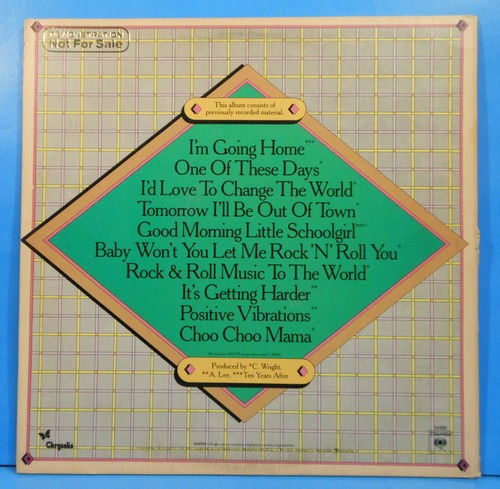 DEMONSTRATION
Not For Sale
This album consists of
previously recorded material.
I'm Going Home***
One Of These Days*
I'd Love To Change The World*
Tomorrow I'll Be Out Of Town*
Good Morning Little Schoolgirl***
Baby Won't You Let Me Rock 'N' Roll You*
Rock & Roll Music To The World*
It's Getting Harder**
Positive Vibrations**
Choo Choo Mama*
Produced by *C. Wright,
**A. Lee, ***Ten Years After
Chrysalis